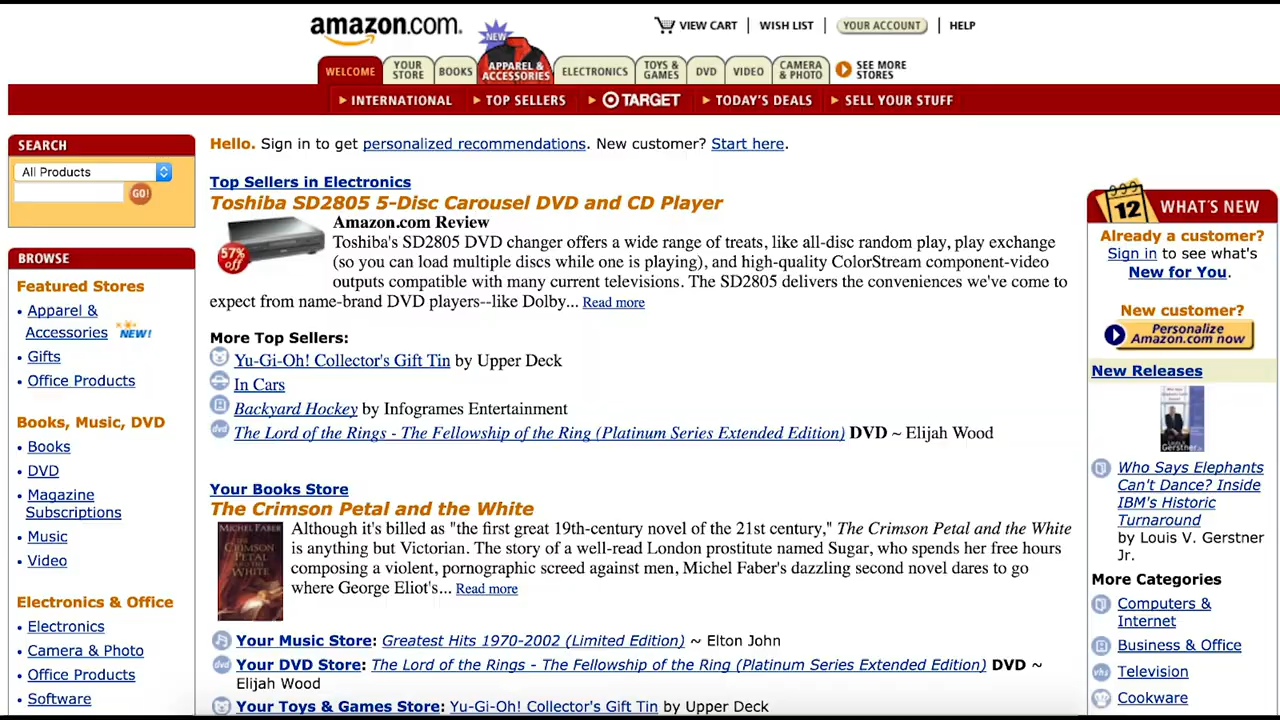 amazon.com.
NEW
VIEW CART | WISH LIST | YOUR ACCOUNT | HELP
WELCOME
YOUR STORE
BOOKS
APPAREL & ACCESSORIES
ELECTRONICS
TOYS & GAMES
DVD
VIDEO
CAMERA & PHOTO
SEE MORE STORES
INTERNATIONAL
TOP SELLERS
TARGET
TODAY'S DEALS
SELL YOUR STUFF
SEARCH
All Products
GO!
BROWSE
Featured Stores
• Apparel &
Accessories NEW!
• Gifts
• Office Products
Books, Music, DVD
• Books
• DVD
• Magazine
Subscriptions
• Music
• Video
Electronics & Office
• Electronics
• Camera & Photo
• Office Products
• Software
Hello. Sign in to get personalized recommendations. New customer? Start here.
Top Sellers in Electronics
Toshiba SD2805 5-Disc Carousel DVD and CD Player
57% off
Amazon.com Review
Toshiba's SD2805 DVD changer offers a wide range of treats, like all-disc random play, play exchange
(so you can load multiple discs while one is playing), and high-quality ColorStream component-video
outputs compatible with many current televisions. The SD2805 delivers the conveniences we've come to
expect from name-brand DVD players--like Dolby... Read more
More Top Sellers:
Yu-Gi-Oh! Collector's Gift Tin by Upper Deck
In Cars
Backyard Hockey by Infogrames Entertainment
dvd The Lord of the Rings - The Fellowship of the Ring (Platinum Series Extended Edition) DVD ~ Elijah Wood
Your Books Store
The Crimson Petal and the White
MICHEL FABER
THE CRIMSON PETAL AND THE WHITE
Although it's billed as "the first great 19th-century novel of the 21st century," The Crimson Petal and the White
is anything but Victorian. The story of a well-read London prostitute named Sugar, who spends her free hours
composing a violent, pornographic screed against men, Michel Faber's dazzling second novel dares to go
where George Eliot's... Read more
Your Music Store: Greatest Hits 1970-2002 (Limited Edition) ~ Elton John
dvd Your DVD Store: The Lord of the Rings - The Fellowship of the Ring (Platinum Series Extended Edition) DVD ~
Elijah Wood
Your Toys & Games Store: Yu-Gi-Oh! Collector's Gift Tin by Upper Deck
12 WHAT'S NEW
Already a customer?
Sign in to see what's
New for You.
New customer?
Personalize
Amazon.com now
New Releases
Who Says Elephants
Can't Dance? Inside
IBM's Historic
Turnaround
by Louis V. Gerstner
Jr.
More Categories
Computers &
Internet
Business & Office
vhs Television
Cookware